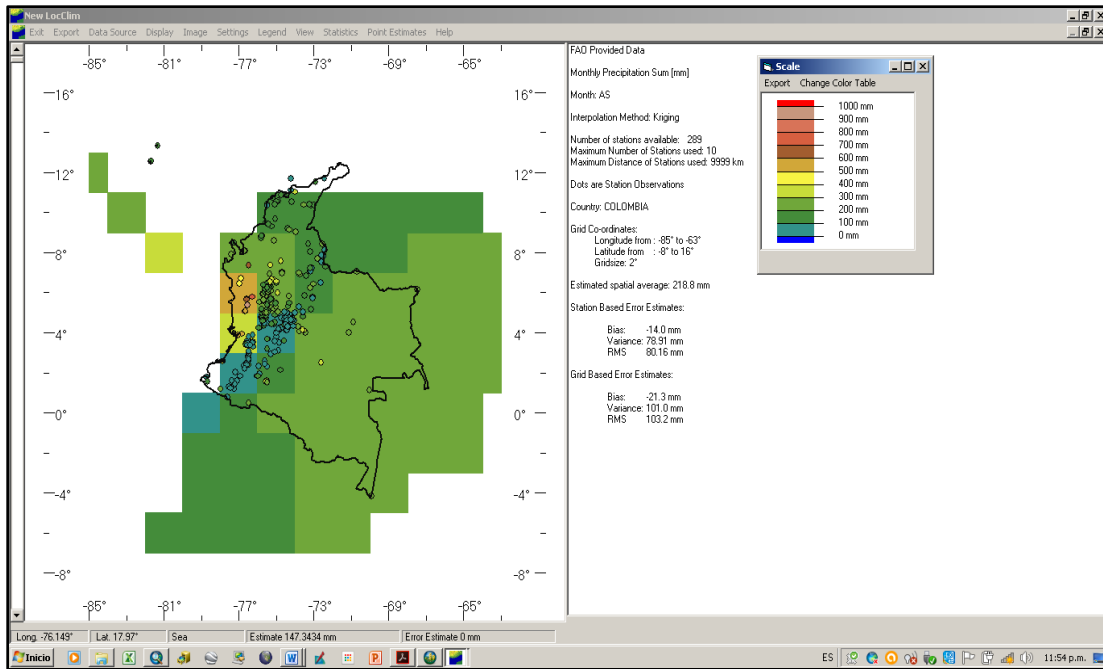 New LocClim
Exit Export Data Source Display Image Settings Legend View Statistics Point Estimates Help
-85° -81° -77° -73° -69° -65°
16° 16°
12° 12°
8° 8°
4° 4°
0° 0°
-4° -4°
-8° -8°
-85° -81° -77° -73° -69° -65°
FAO Provided Data
Monthly Precipitation Sum [mm]
Month: AS
Interpolation Method: Kriging
Number of stations available: 289
Maximum Number of Stations used: 10
Maximum Distance of Stations used: 9999 km
Dots are Station Observations
Country: COLOMBIA
Grid Co-ordinates:
Longitude from : -85° to -63°
Latitude from : -8° to 16°
Gridsize: 2°
Estimated spatial average: 218.8 mm
Station Based Error Estimates:
Bias: -14.0 mm
Variance: 78.91 mm
RMS 80.16 mm
Grid Based Error Estimates:
Bias: -21.3 mm
Variance: 101.0 mm
RMS 103.2 mm
Scale
Export Change Color Table
1000 mm
900 mm
800 mm
700 mm
600 mm
500 mm
400 mm
300 mm
200 mm
100 mm
0 mm
Long. -76.149° Lat. 17.97° Sea Estimate 147.3434 mm Error Estimate 0 mm
Inicio ES 11:54 p.m.